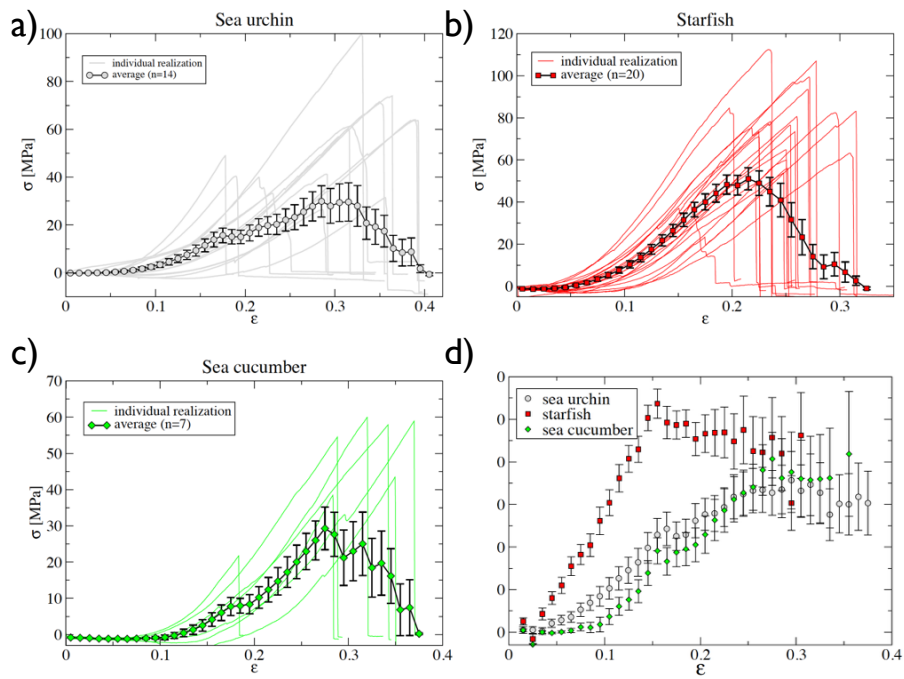 a)
Sea urchin
100
80
60
40
20
0
σ [MPa]
individual realization
average (n=14)
0 0.1 0.2 0.3 0.4
ε
b)
Starfish
120
100
80
60
40
20
0
σ [MPa]
individual realization
average (n=20)
0 0.1 0.2 0.3
ε
c)
Sea cucumber
70
60
50
40
30
20
10
0
σ [MPa]
individual realization
average (n=7)
0 0.1 0.2 0.3 0.4
ε
d)
0
0
0
0
0
0
0
sea urchin
starfish
sea cucumber
0.1 0.2 0.3 0.4
ε